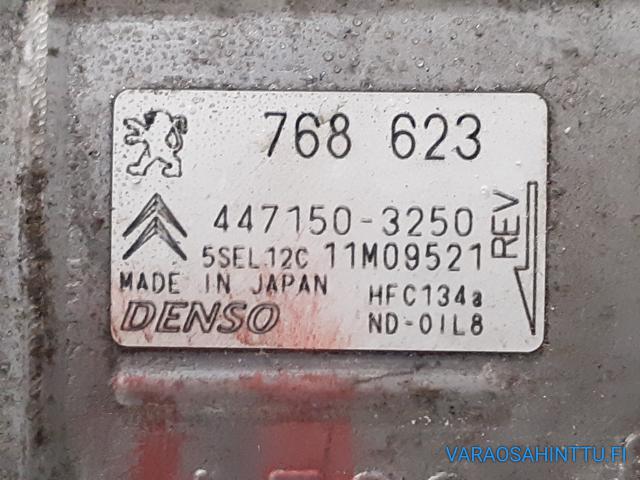 768 623
447150-3250
5SEL12C 11M09521
REV
MADE IN JAPAN HFC134a
DENSO ND-OIL8
VARAOSAHINTTU.FI